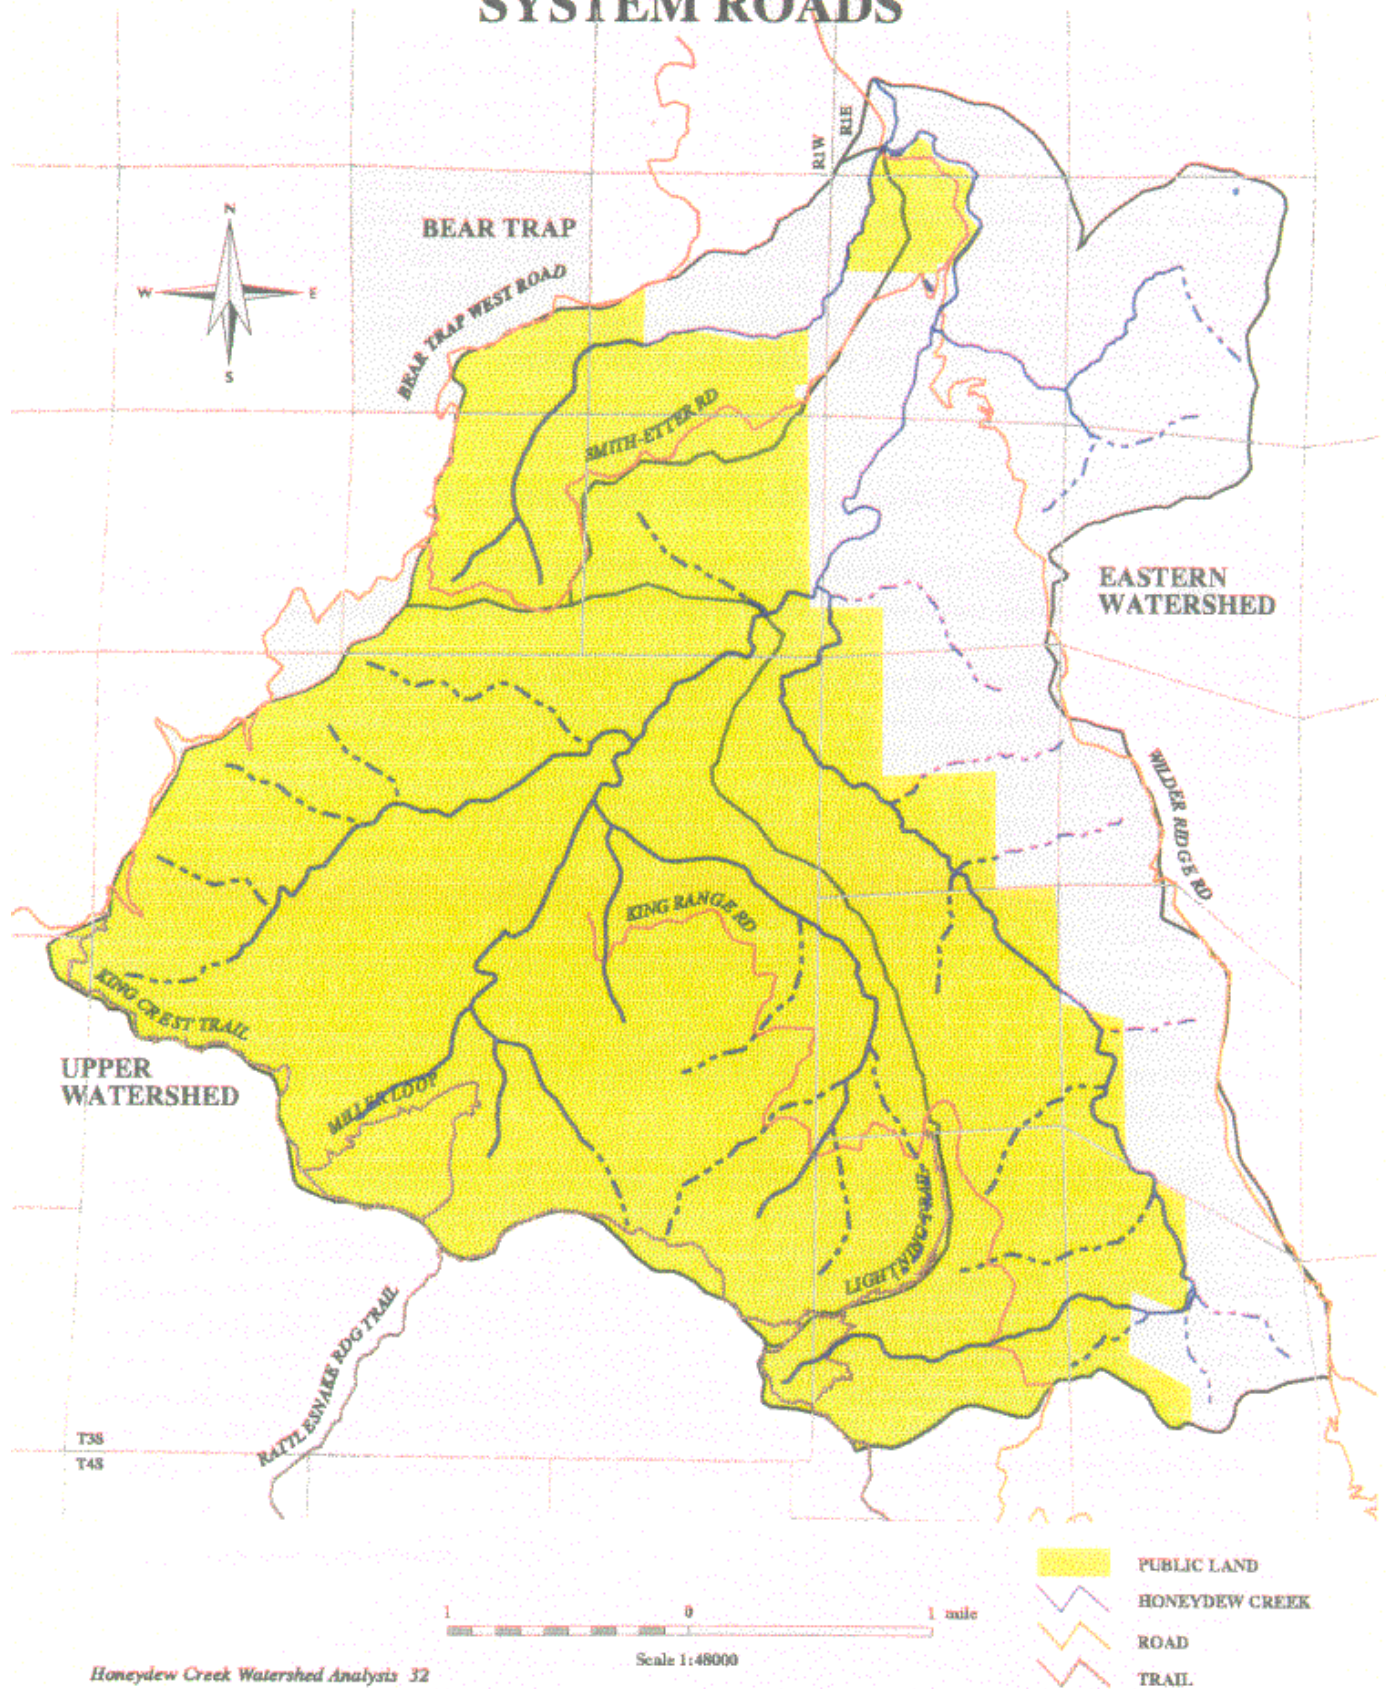 SYSTEM ROADS
R1W
R1E
BEAR TRAP
N
W
E
S
BEAR TRAP WEST ROAD
SMITH-ETTER RD
EASTERN
WATERSHED
WILDER RIDGE RD
KING RANGE RD
KING CREST TRAIL
UPPER
WATERSHED
MILLER LOOP
LIGHTNING TRAIL
RATTLESNAKE RDG TRAIL
T3S
T4S
PUBLIC LAND
HONEYDEW CREEK
ROAD
TRAIL
1 0 1 mile
Scale 1:48000
Honeydew Creek Watershed Analysis 32